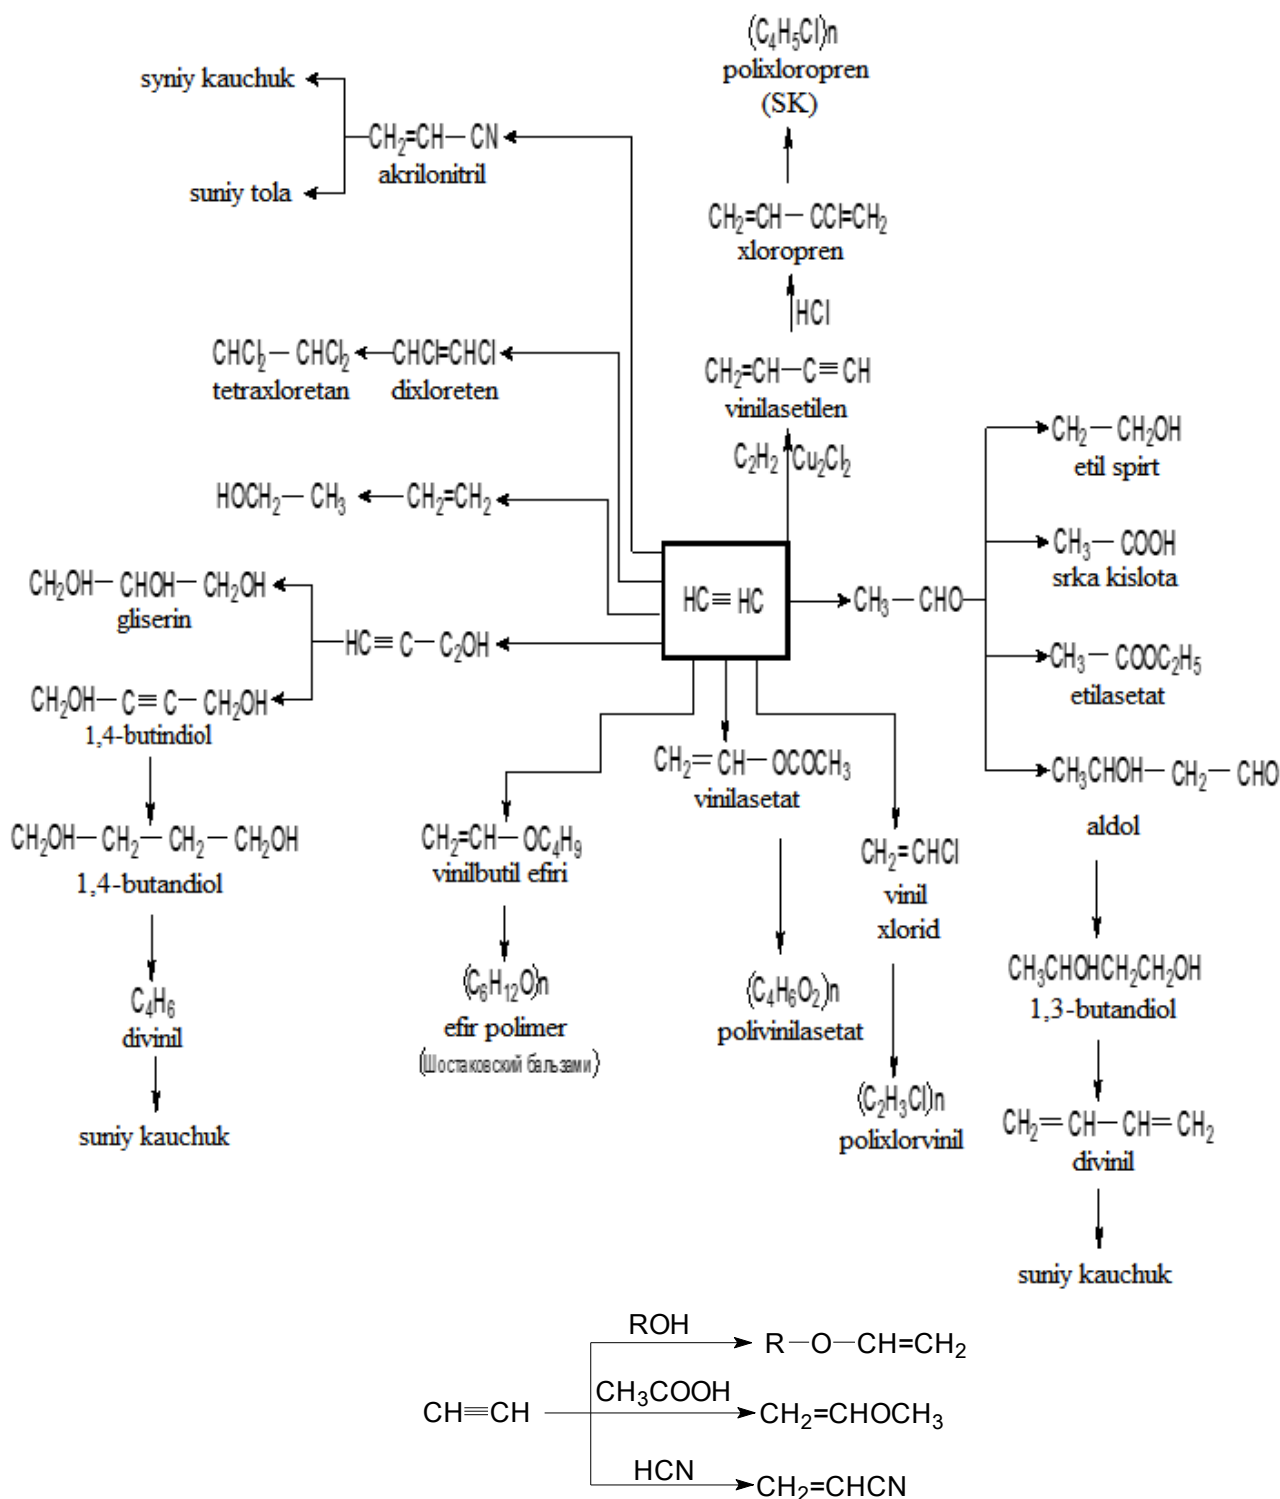 (C₄H₅Cl)n
polixloropren
(SK)
syniy kauchuk
CH₂=CH—CN
akrilonitril
suniy tola
CH₂=CH—CCl=CH₂
xloropren
HCl
CHCl₂—CHCl₂
tetraxloretan
CHCl=CHCl
dixloreten
CH₂=CH—C≡CH
vinilasetilen
C₂H₂ Cu₂Cl₂
CH₂—CH₂OH
etil spirt
HOCH₂—CH₃
CH₂=CH₂
CH₃—COOH
srka kislota
CH₂OH—CHOH—CH₂OH
gliserin
HC≡HC
CH₃—CHO
HC≡C—C₂OH
CH₃—COOC₂H₅
etilasetat
CH₂OH—C≡C—CH₂OH
1,4-butindiol
CH₂=CH—OCOCH₃
vinilasetat
CH₃CHOH—CH₂—CHO
aldol
CH₂OH—CH₂—CH₂—CH₂OH
1,4-butandiol
CH₂=CH—OC₄H₉
vinilbutil efiri
CH₂=CHCl
vinil
xlorid
C₄H₆
divinil
(C₆H₁₂O)n
efir polimer
(Шостаковский бальзами)
(C₄H₆O₂)n
polivinilasetat
CH₃CHOHCH₂CH₂OH
1,3-butandiol
suniy kauchuk
(C₂H₃Cl)n
polixlorvinil
CH₂=CH—CH=CH₂
divinil
suniy kauchuk
ROH
R—O—CH=CH₂
CH≡CH
CH₃COOH
CH₂=CHOCH₃
HCN
CH₂=CHCN